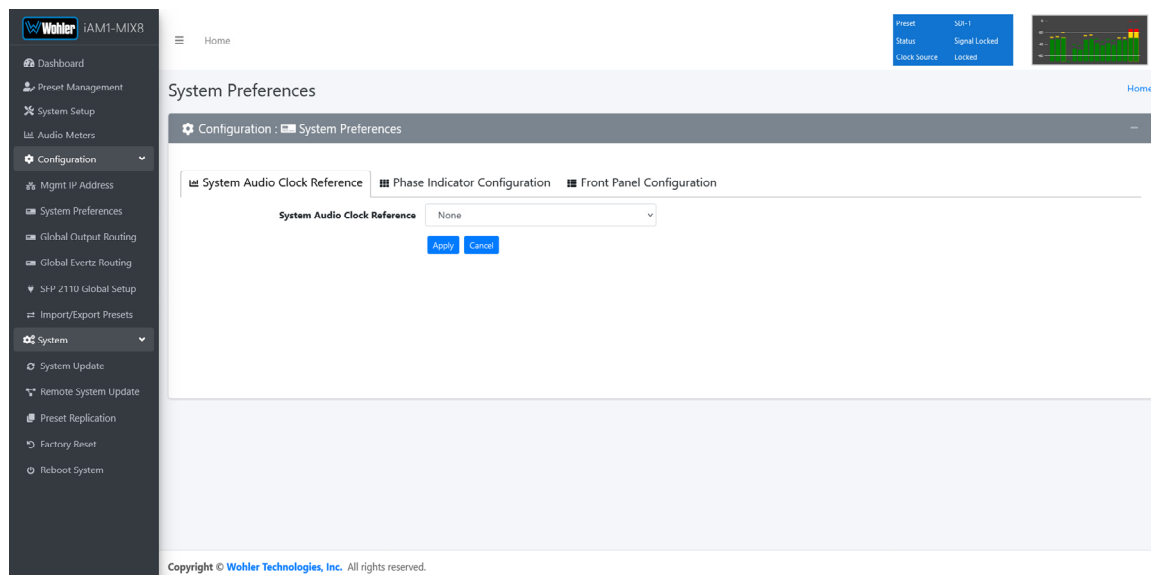 Wohler iAM1-MIX8
Dashboard
Preset Management
System Setup
Audio Meters
Configuration
Mgmt IP Address
System Preferences
Global Output Routing
Global Evertz Routing
SFP 2110 Global Setup
Import/Export Presets
System
System Update
Remote System Update
Preset Replication
Factory Reset
Reboot System
Home
Preset SDI-1
Status Signal Locked
Clock Source Locked
System Preferences
Home
Configuration : System Preferences
System Audio Clock Reference Phase Indicator Configuration Front Panel Configuration
System Audio Clock Reference None
Apply Cancel
Copyright © Wohler Technologies, Inc. All rights reserved.